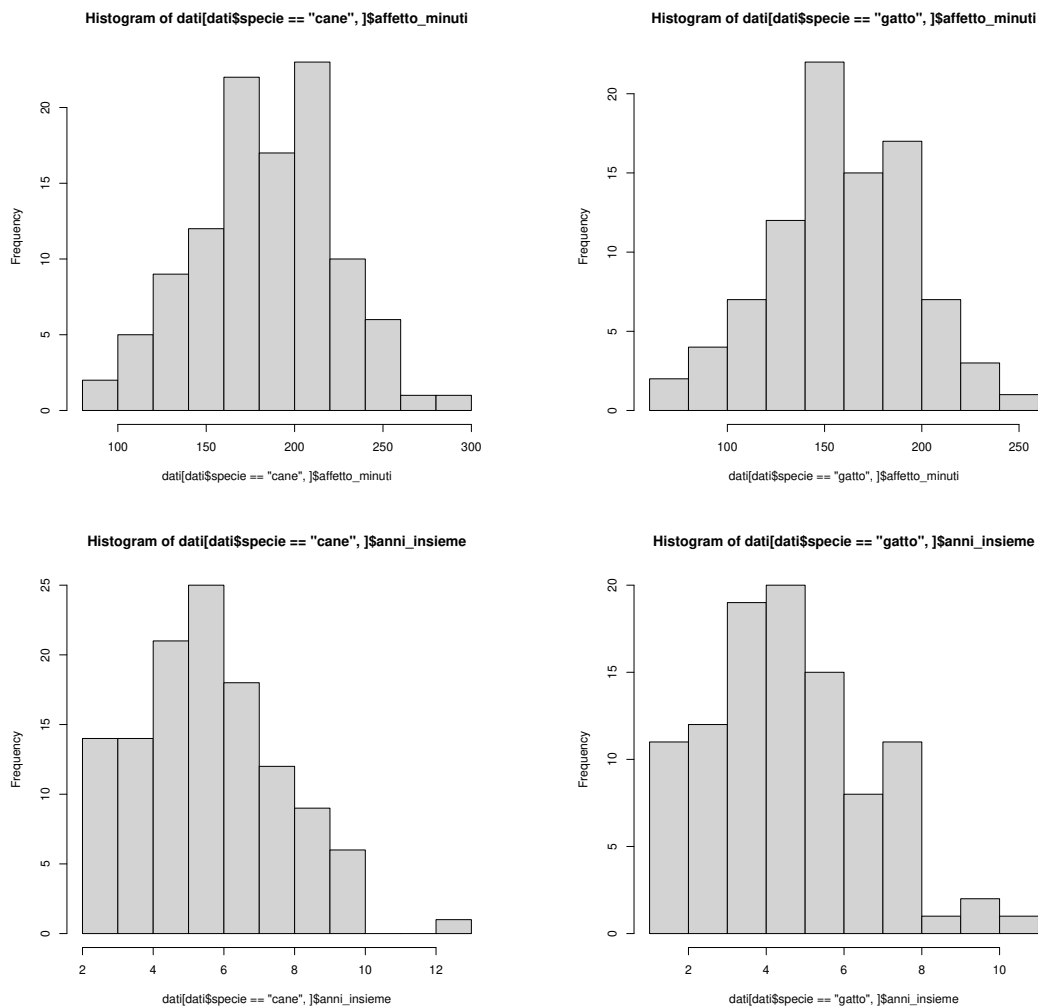 Histogram of dati[dati$specie == "cane", ]$affetto_minuti
Frequency
0 5 10 15 20
100 150 200 250 300
dati[dati$specie == "cane", ]$affetto_minuti
Histogram of dati[dati$specie == "gatto", ]$affetto_minuti
Frequency
0 5 10 15 20
100 150 200 250
dati[dati$specie == "gatto", ]$affetto_minuti
Histogram of dati[dati$specie == "cane", ]$anni_insieme
Frequency
0 5 10 15 20 25
2 4 6 8 10 12
dati[dati$specie == "cane", ]$anni_insieme
Histogram of dati[dati$specie == "gatto", ]$anni_insieme
Frequency
0 5 10 15 20
2 4 6 8 10
dati[dati$specie == "gatto", ]$anni_insieme